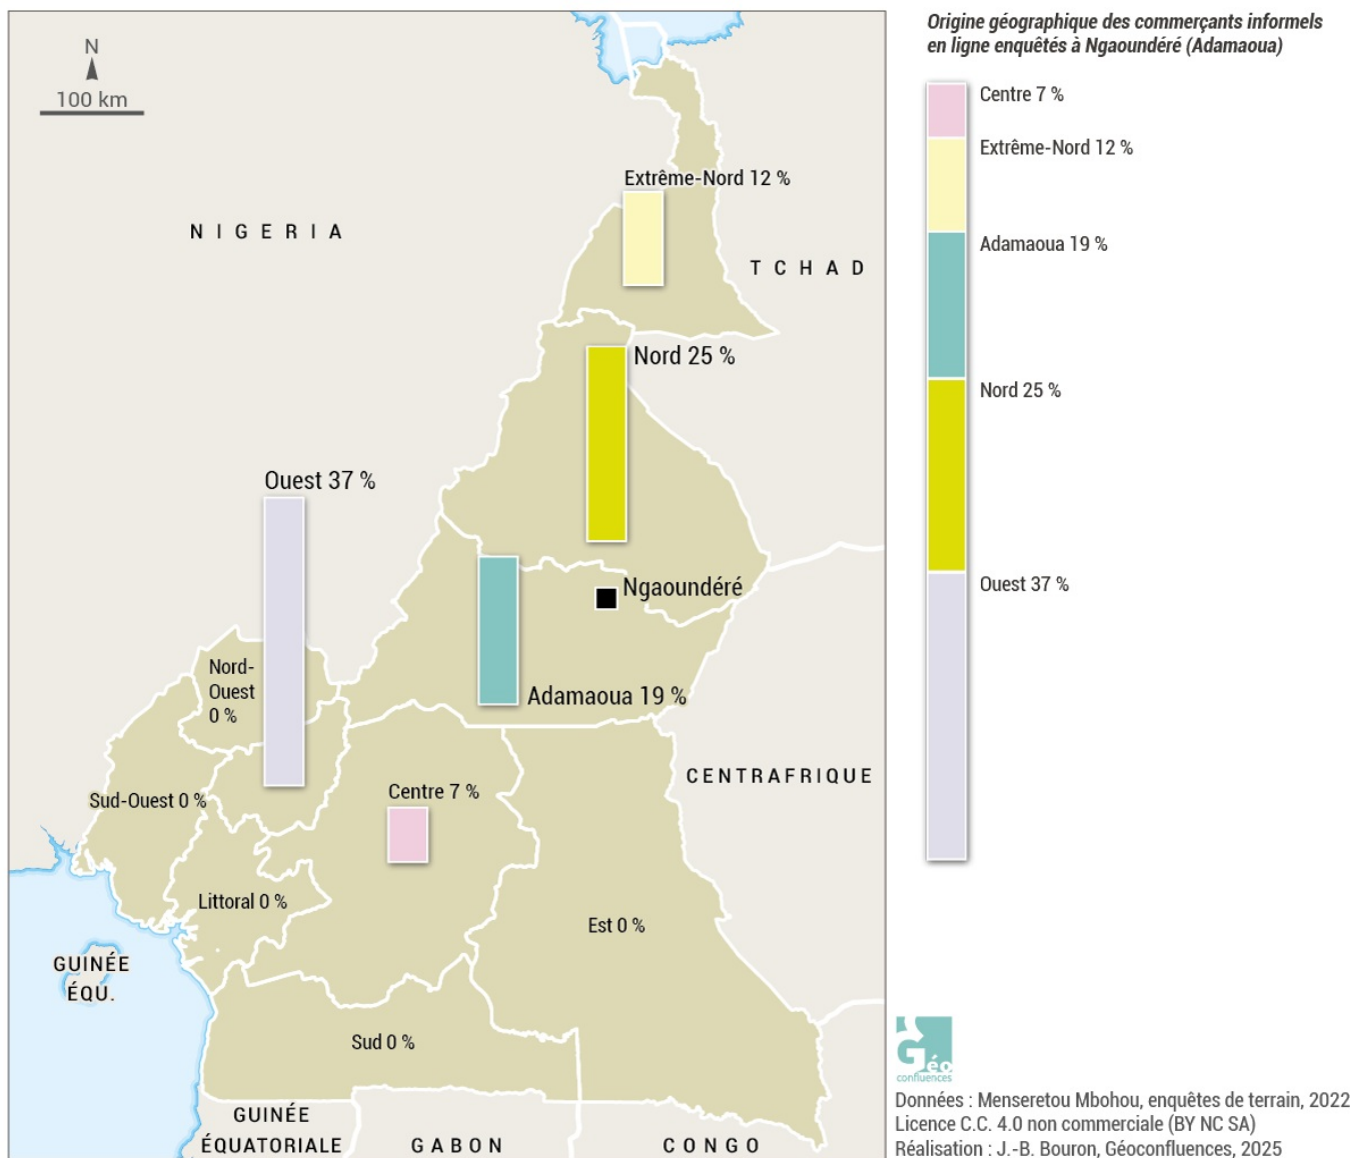 Origine géographique des commerçants informels
en ligne enquêtés à Ngaoundéré (Adamaoua)
Centre 7 %
Extrême-Nord 12 %
Adamaoua 19 %
Nord 25 %
Ouest 37 %
N
100 km
NIGERIA
Extrême-Nord 12 %
TCHAD
Nord 25 %
Ouest 37 %
Ngaoundéré
Nord-
Ouest
0 %
Adamaoua 19 %
CENTRAFRIQUE
Sud-Ouest 0 %
Centre 7 %
Littoral 0 %
Est 0 %
GUINÉE
ÉQU.
Sud 0 %
GUINÉE
ÉQUATORIALE
GABON
CONGO
Géo
confluences
Données : Menseretou Mbohou, enquêtes de terrain, 2022
Licence C.C. 4.0 non commerciale (BY NC SA)
Réalisation : J.-B. Bouron, Géoconfluences, 2025